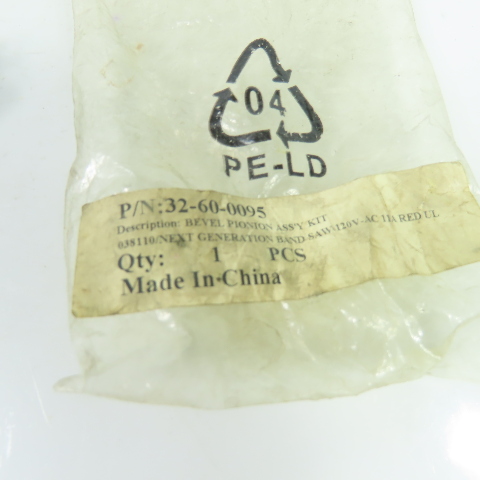 04
PE-LD
P/N:32-60-0095
Description: BEVEL PIONION ASS'Y KIT
038110/NEXT GENERATION BAND-SAW\120V-AC 11A RED UL
Qty: 1 PCS
Made In China